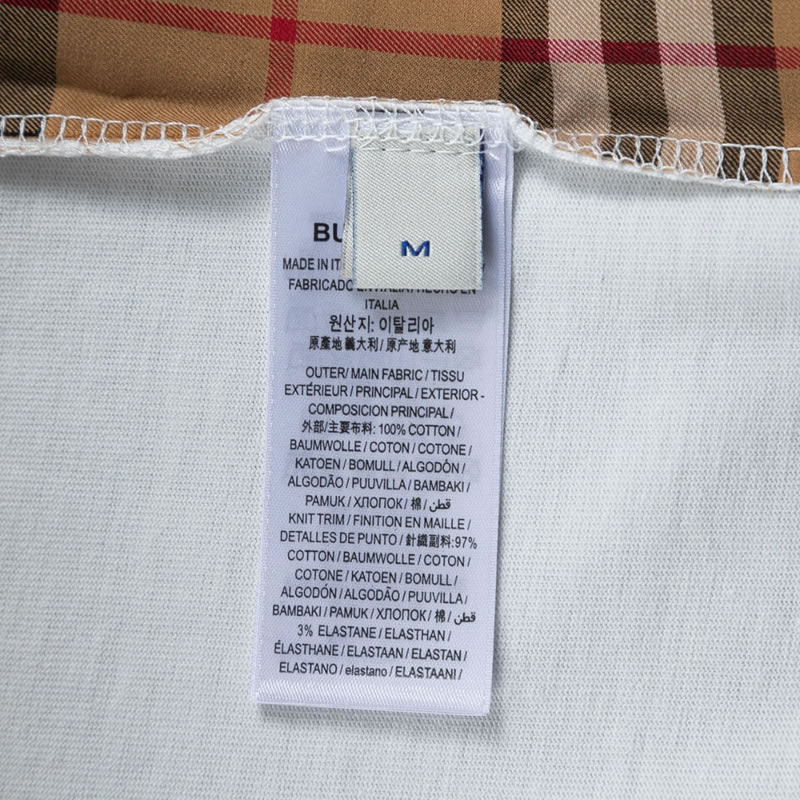 BU
M
MADE IN IT
FABRICADO EN ITALIA/HECHO EN
ITALIA
원산지: 이탈리아
原產地 義大利 / 原产地 意大利
OUTER/ MAIN FABRIC / TISSU
EXTÉRIEUR / PRINCIPAL / EXTERIOR -
COMPOSICION PRINCIPAL /
外部/主要布料: 100% COTTON /
BAUMWOLLE / COTON / COTONE /
KATOEN / BOMULL / ALGODÓN /
ALGODÃO / PUUVILLA / BAMBAKI /
PAMUK / ХЛОПОК / 棉 / قطن
KNIT TRIM / FINITION EN MAILLE /
DETALLES DE PUNTO / 針織副料: 97%
COTTON / BAUMWOLLE / COTON /
COTONE / KATOEN / BOMULL /
ALGODÓN / ALGODÃO / PUUVILLA /
BAMBAKI / PAMUK / ХЛОПОК / 棉 / قطن
3% ELASTANE / ELASTHAN /
ÉLASTHANE / ELASTAAN / ELASTAN /
ELASTANO / elastano / ELASTAANI /